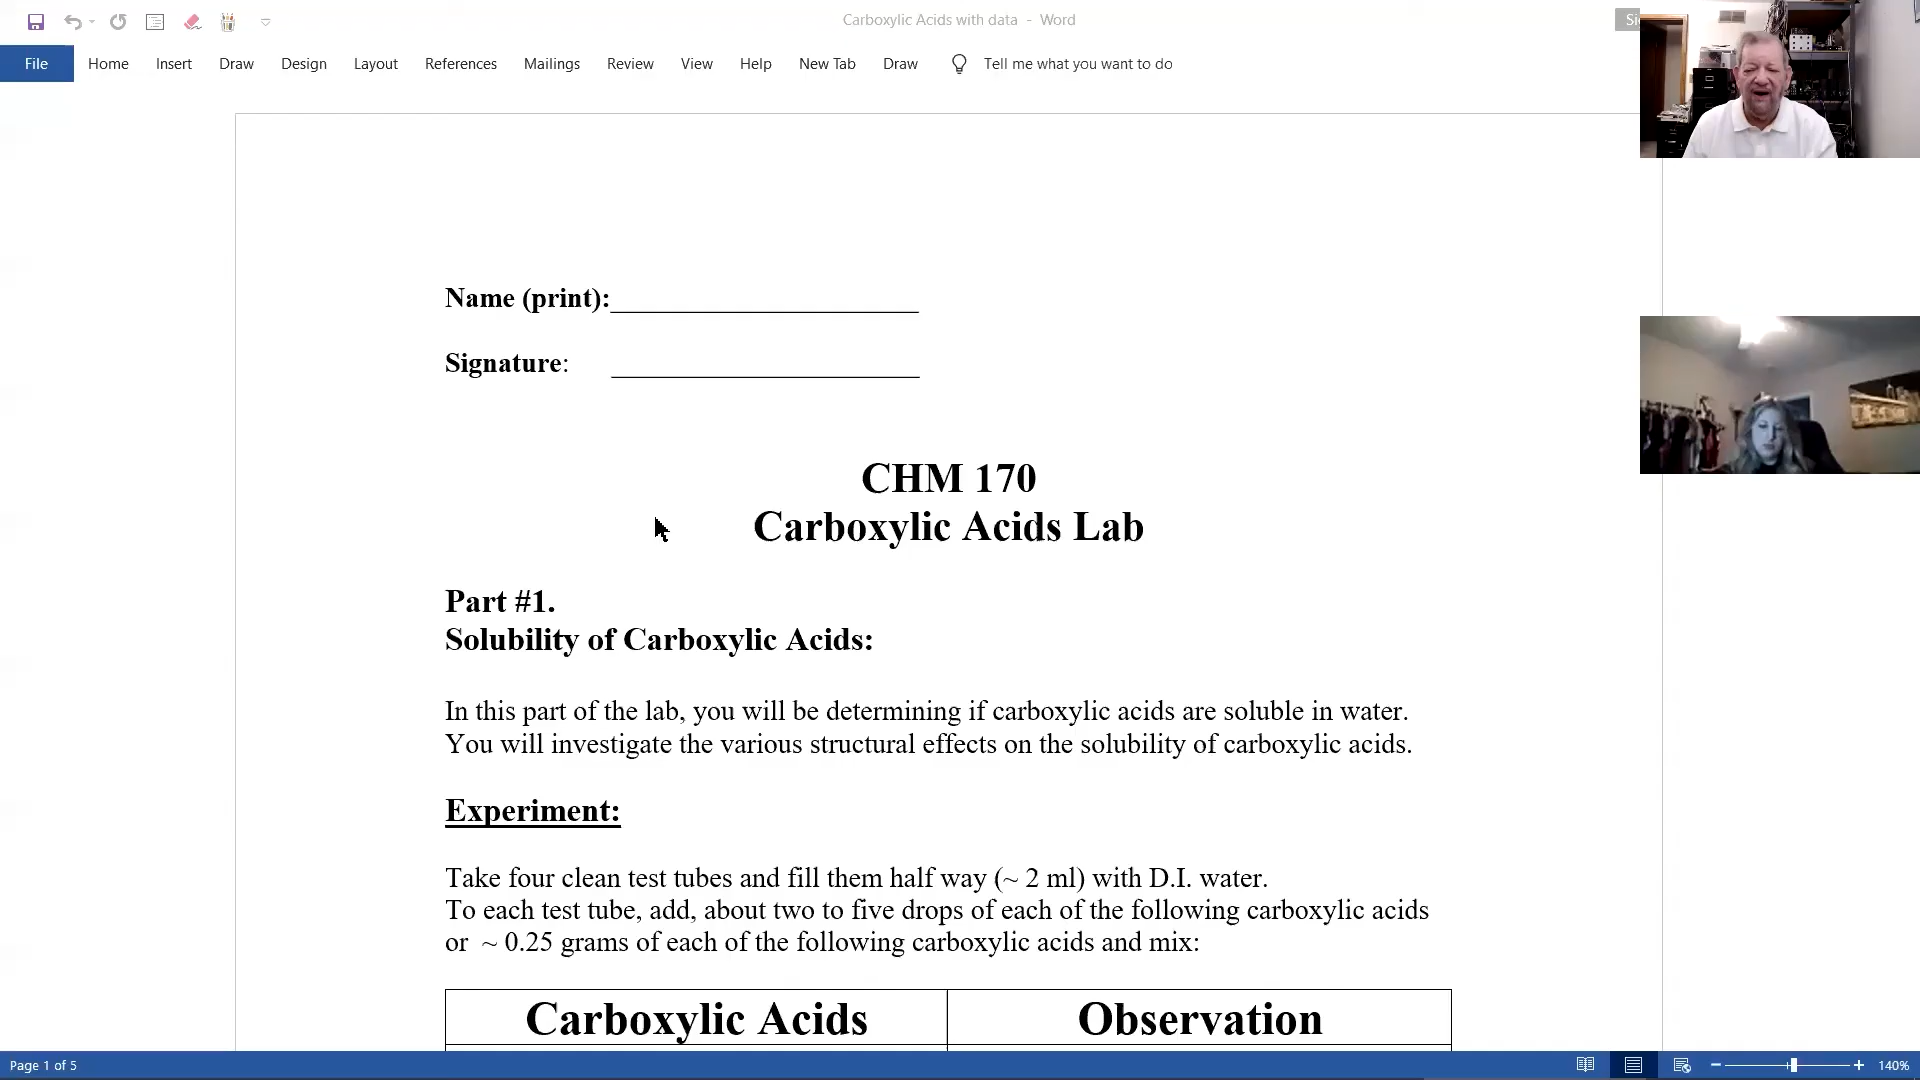 Carboxylic Acids with data - Word
Si
File Home Insert Draw Design Layout References Mailings Review View Help New Tab Draw Tell me what you want to do
Name (print):______________________
Signature: ______________________
CHM 170
Carboxylic Acids Lab
Part #1.
Solubility of Carboxylic Acids:
In this part of the lab, you will be determining if carboxylic acids are soluble in water.
You will investigate the various structural effects on the solubility of carboxylic acids.
Experiment:
Take four clean test tubes and fill them half way (~ 2 ml) with D.I. water.
To each test tube, add, about two to five drops of each of the following carboxylic acids
or ~ 0.25 grams of each of the following carboxylic acids and mix:
Carboxylic Acids Observation
Page 1 of 5 140%